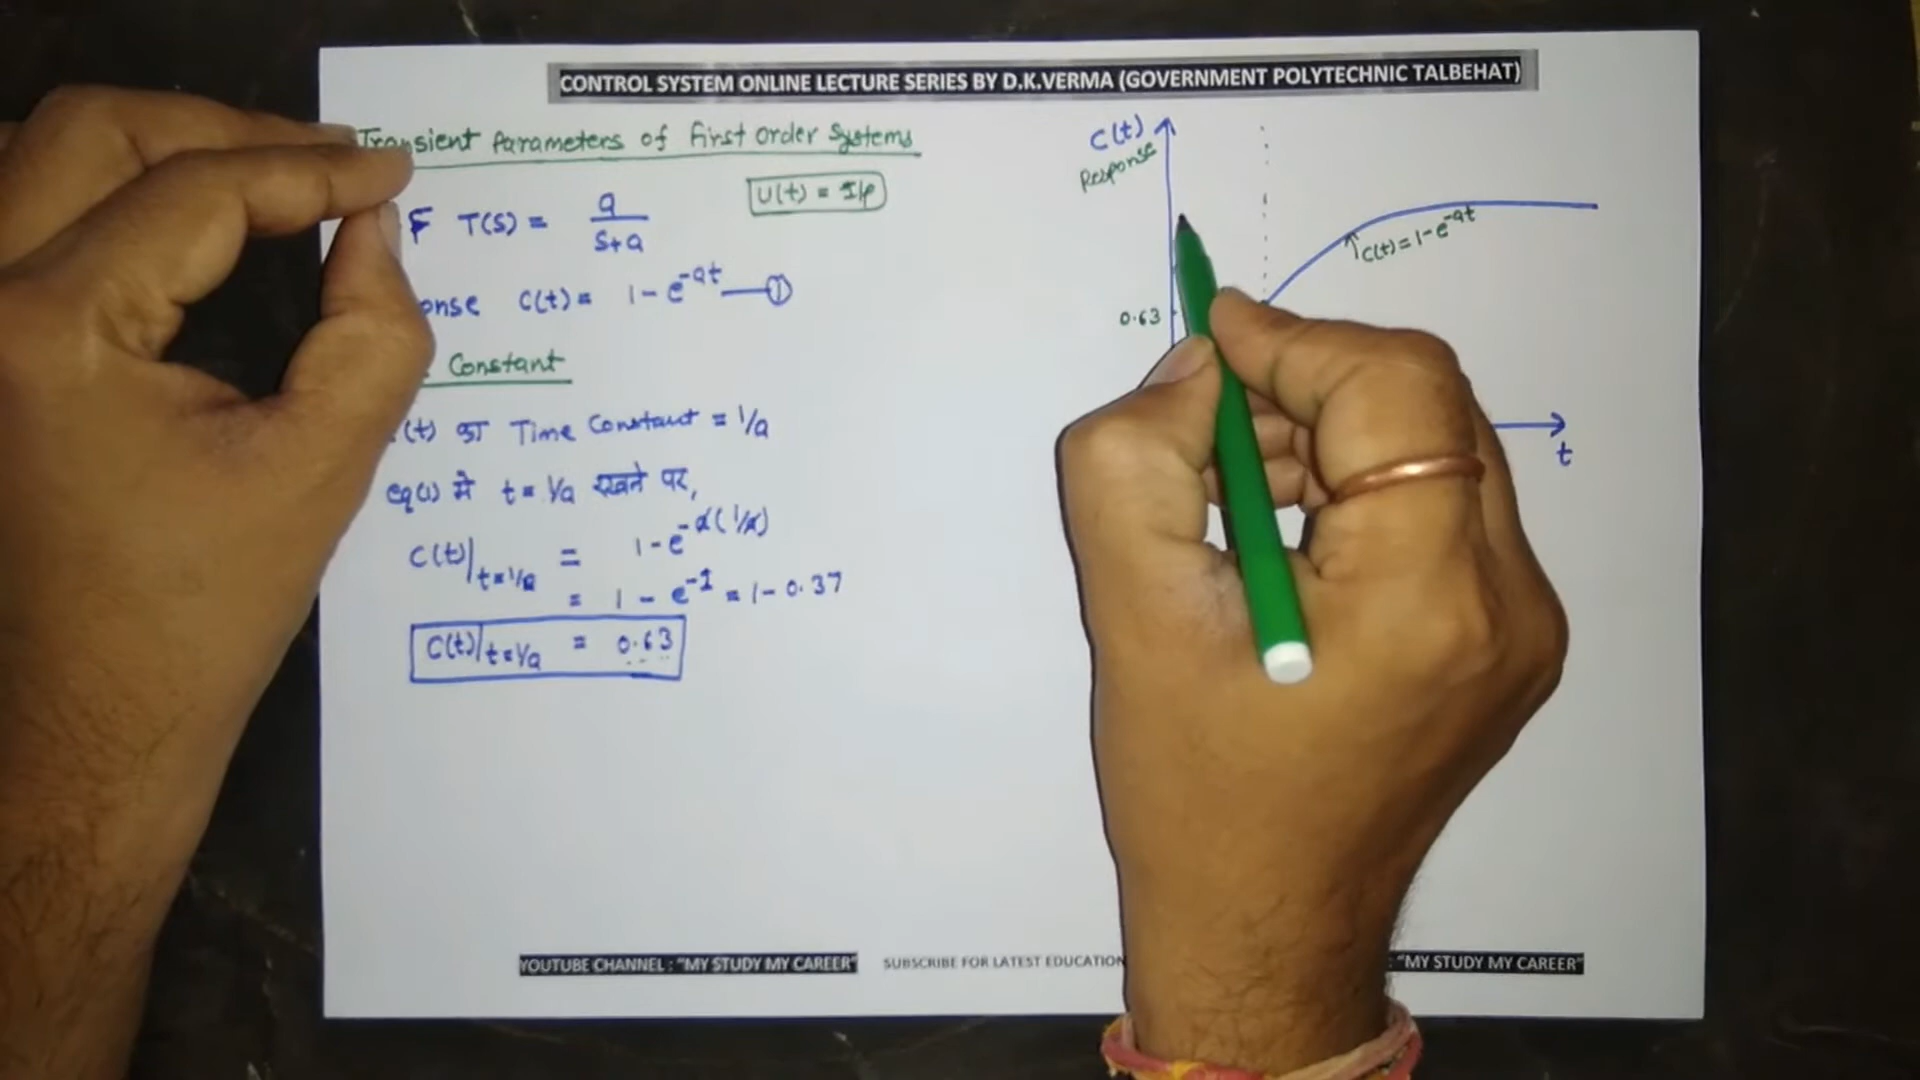 CONTROL SYSTEM ONLINE LECTURE SERIES BY D.K.VERMA (GOVERNMENT POLYTECHNIC TALBEHAT)
Transient Parameters of First Order Systems
U(t) = I/P
F T(S) = a/(S+a)
onse C(t) = 1 - e^-at —①
Constant
(t) का Time Constant = 1/a
eq(1) में t = 1/a रखने पर,
C(t)|t=1/a = 1 - e^-a(1/a)
= 1 - e^-1 = 1 - 0.37
C(t)|t=1/a = 0.63
C(t)
Response
C(t) = 1 - e^-at
0.63
t
YOUTUBE CHANNEL : "MY STUDY MY CAREER" SUBSCRIBE FOR LATEST EDUCATION : "MY STUDY MY CAREER"